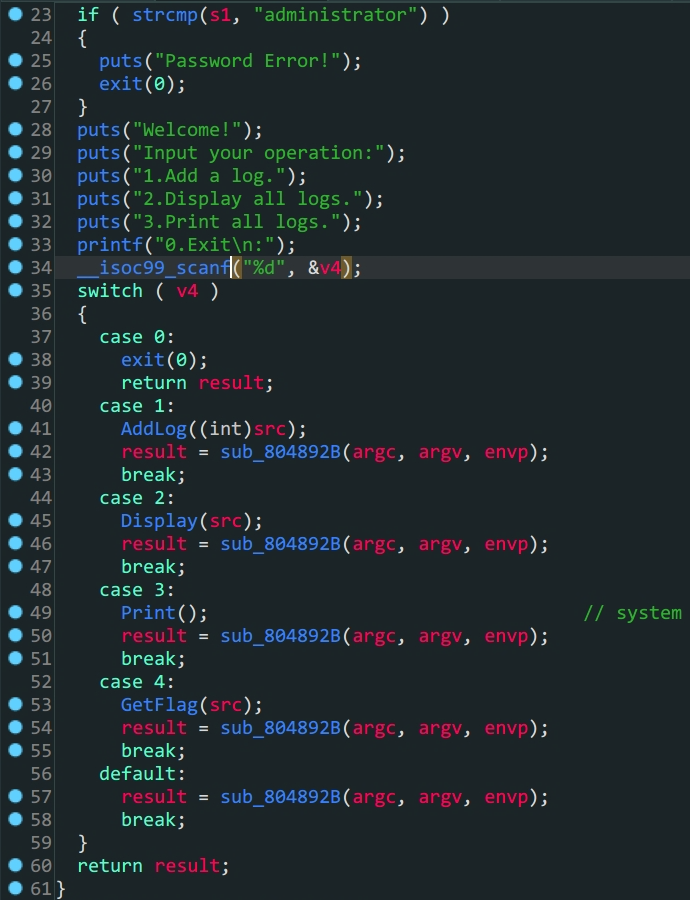 23 if ( strcmp(s1, "administrator") )
24 {
25 puts("Password Error!");
26 exit(0);
27 }
28 puts("Welcome!");
29 puts("Input your operation:");
30 puts("1.Add a log.");
31 puts("2.Display all logs.");
32 puts("3.Print all logs.");
33 printf("0.Exit\n:");
34 __isoc99_scanf("%d", &v4);
35 switch ( v4 )
36 {
37 case 0:
38 exit(0);
39 return result;
40 case 1:
41 AddLog((int)src);
42 result = sub_804892B(argc, argv, envp);
43 break;
44 case 2:
45 Display(src);
46 result = sub_804892B(argc, argv, envp);
47 break;
48 case 3:
49 Print(); // system
50 result = sub_804892B(argc, argv, envp);
51 break;
52 case 4:
53 GetFlag(src);
54 result = sub_804892B(argc, argv, envp);
55 break;
56 default:
57 result = sub_804892B(argc, argv, envp);
58 break;
59 }
60 return result;
61 }